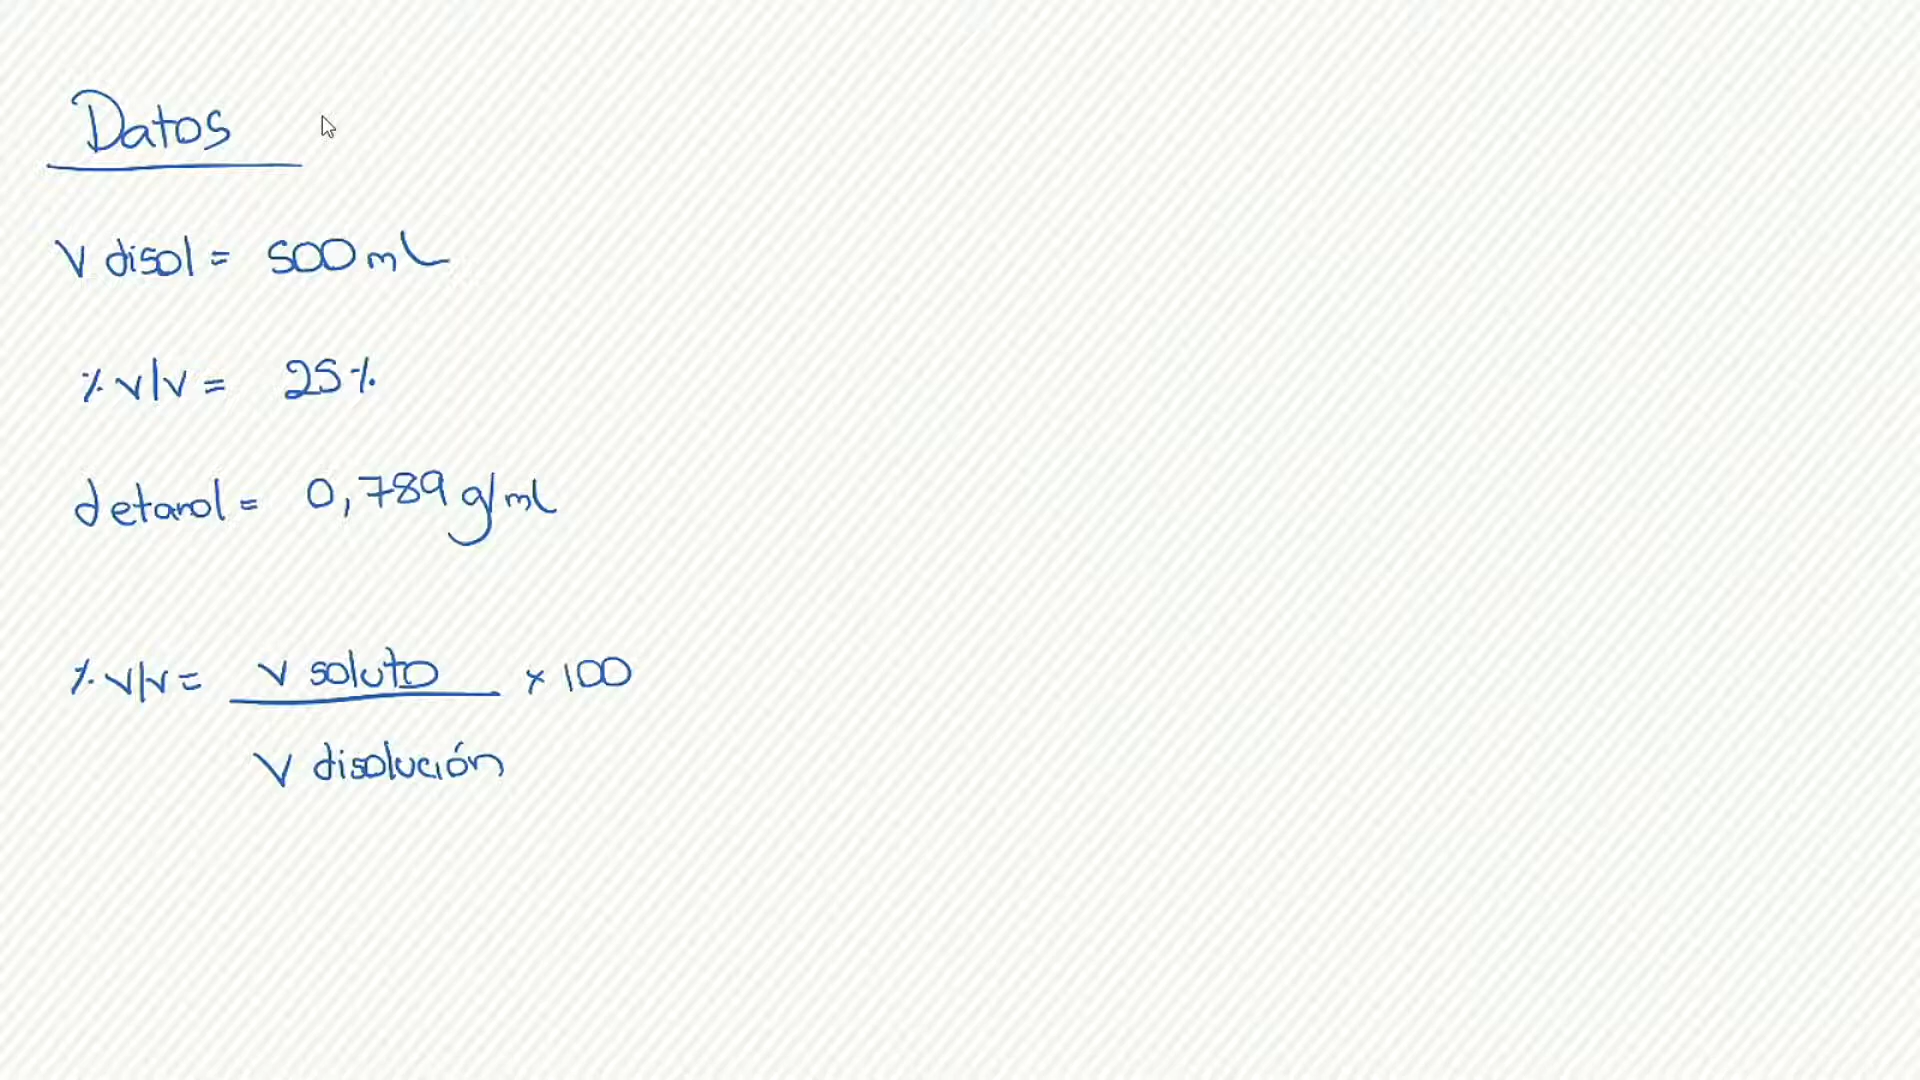 Datos
V disol = 500 mL
% v/v = 25%
d etanol = 0,789 g/mL
% v/v = V soluto x 100
V disolución